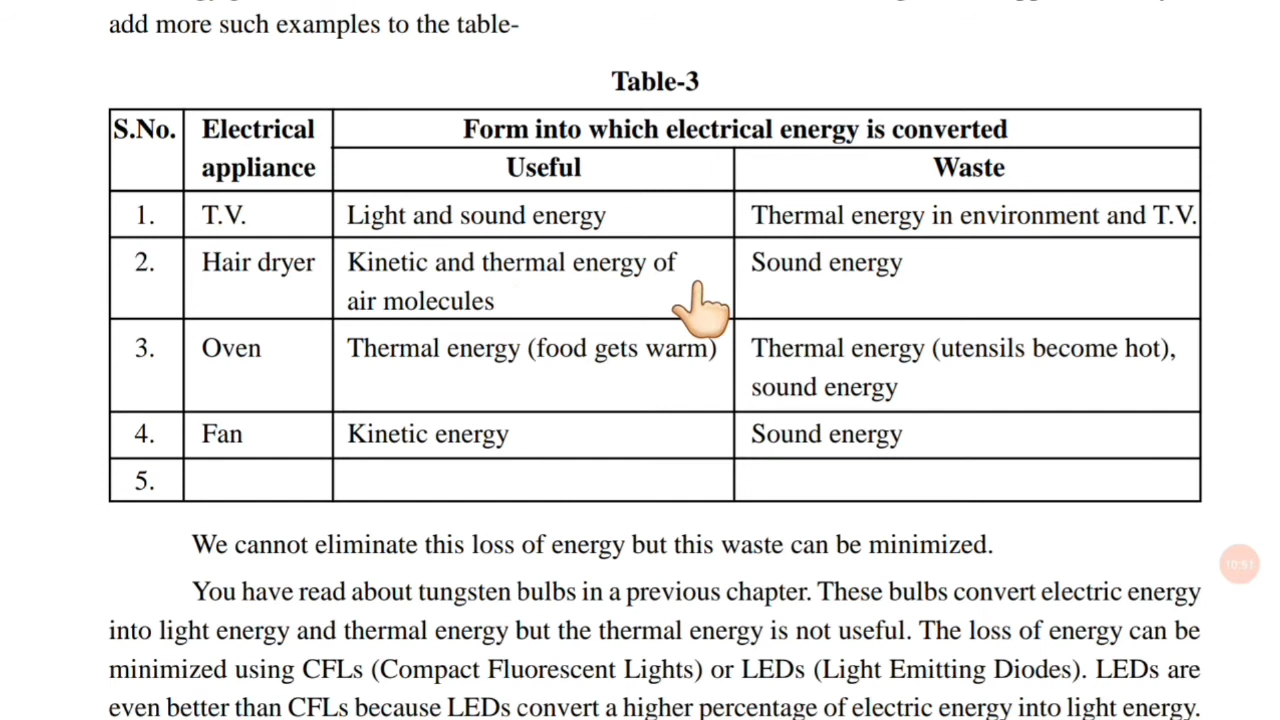 add more such examples to the table-
Table-3
S.No. Electrical appliance Form into which electrical energy is converted
Useful Waste
1. T.V. Light and sound energy Thermal energy in environment and T.V.
2. Hair dryer Kinetic and thermal energy of Sound energy
air molecules
3. Oven Thermal energy (food gets warm) Thermal energy (utensils become hot),
sound energy
4. Fan Kinetic energy Sound energy
5.
We cannot eliminate this loss of energy but this waste can be minimized.
You have read about tungsten bulbs in a previous chapter. These bulbs convert electric energy
into light energy and thermal energy but the thermal energy is not useful. The loss of energy can be
minimized using CFLs (Compact Fluorescent Lights) or LEDs (Light Emitting Diodes). LEDs are
even better than CFLs because LEDs convert a higher percentage of electric energy into light energy.